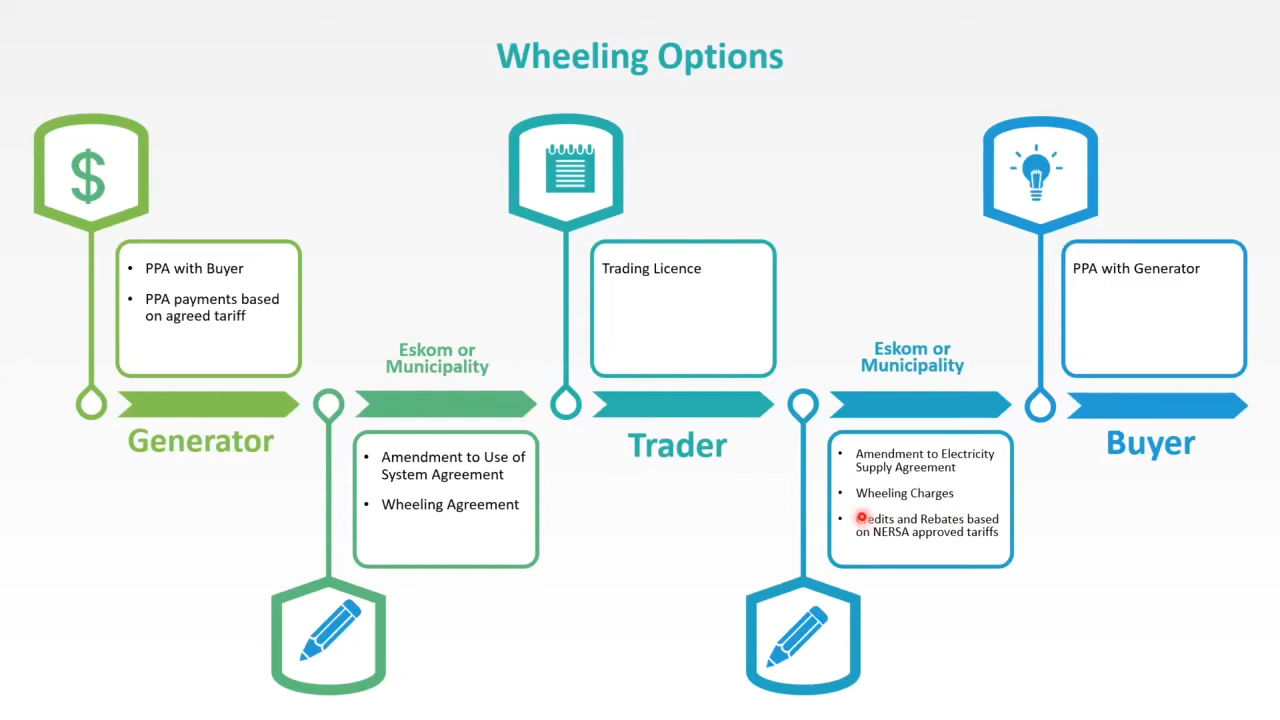 Wheeling Options
• PPA with Buyer
• PPA payments based
on agreed tariff
Generator
Eskom or
Municipality
• Amendment to Use of
System Agreement
• Wheeling Agreement
Trading Licence
Trader
Eskom or
Municipality
• Amendment to Electricity
Supply Agreement
• Wheeling Charges
• Credits and Rebates based
on NERSA approved tariffs
PPA with Generator
Buyer